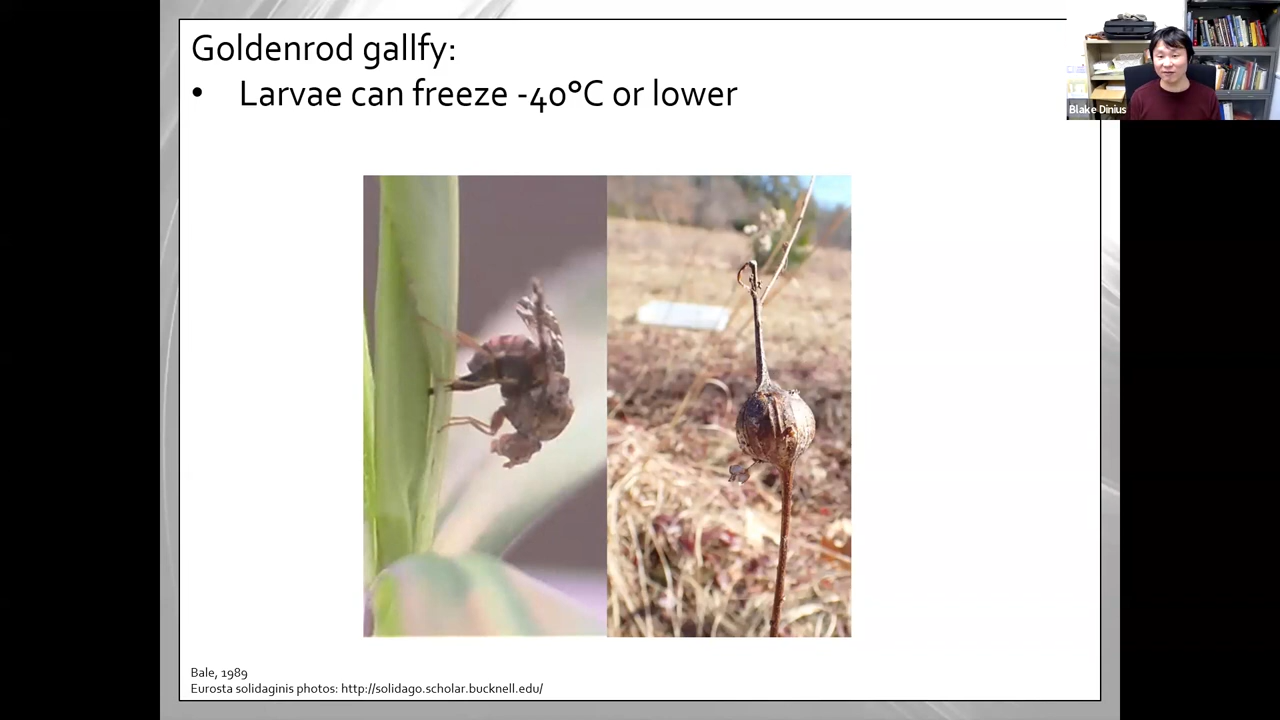 Goldenrod gallfy:
• Larvae can freeze -40°C or lower
Blake Dinius
Bale, 1989
Eurosta solidaginis photos: http://solidago.scholar.bucknell.edu/